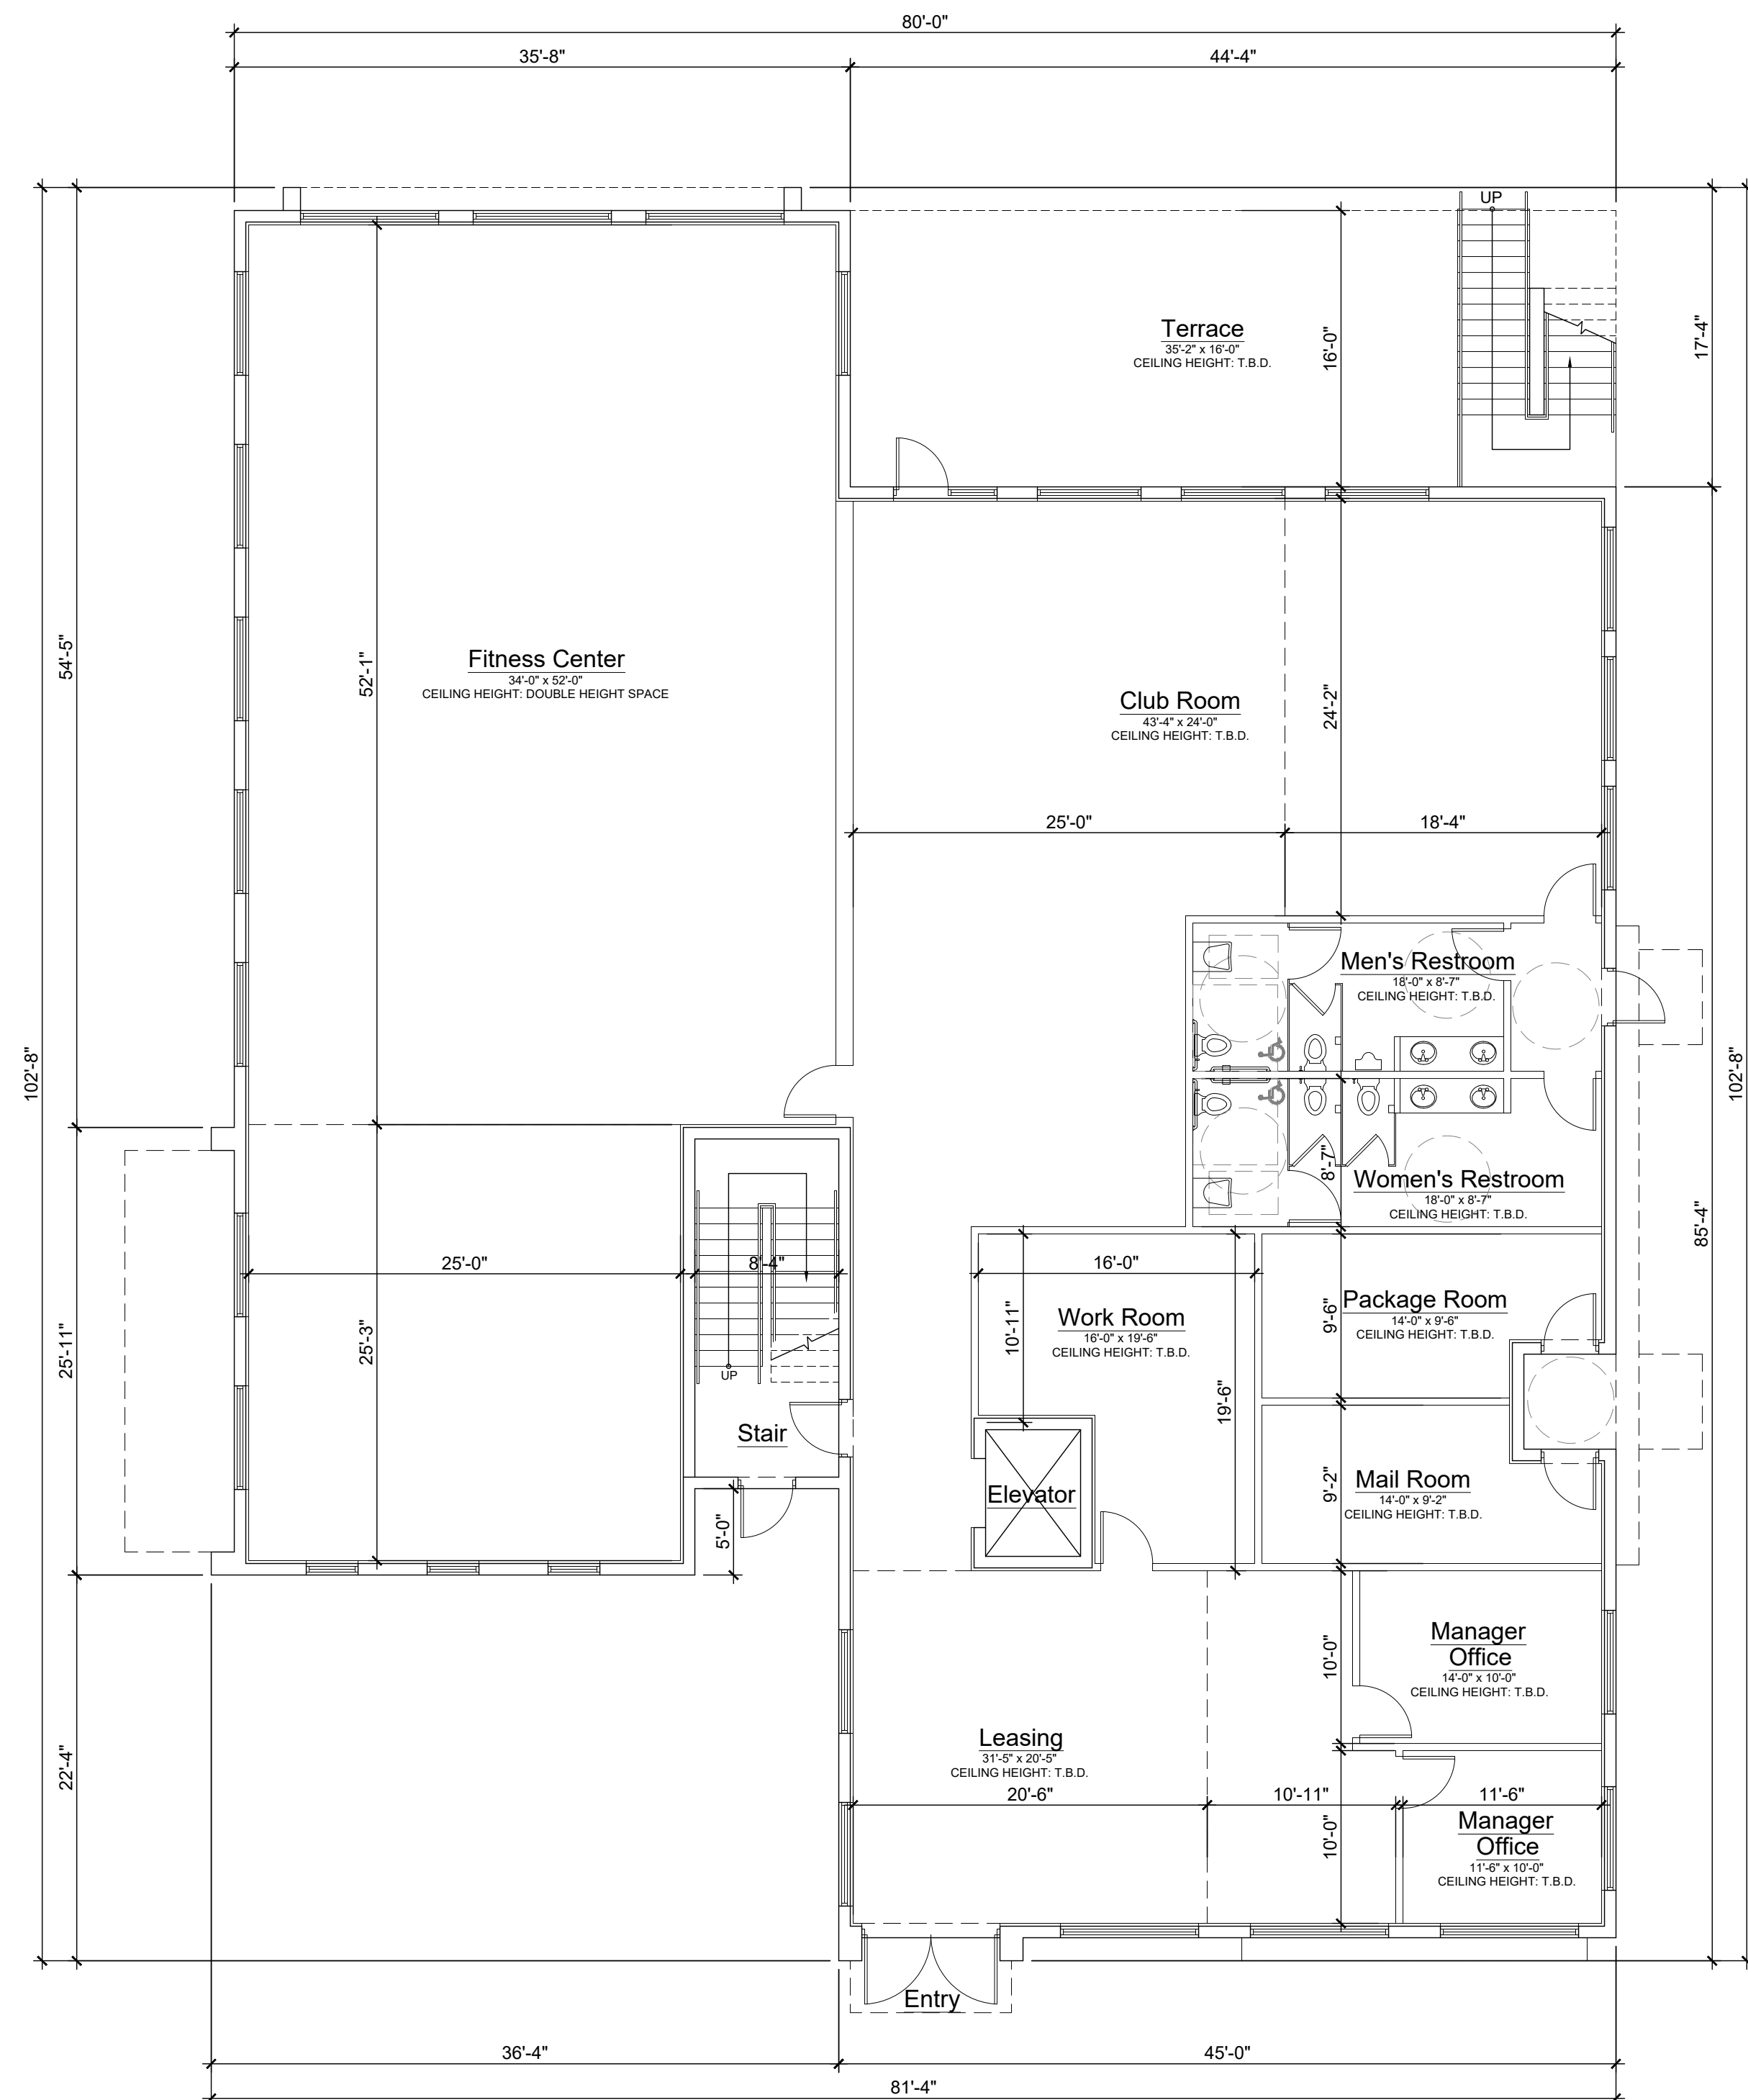 80'-0"
35'-8"
44'-4"
UP
Terrace
35'-2" x 16'-0"
CEILING HEIGHT: T.B.D.
16'-0"
17'-4"
54'-5"
52'-1"
Fitness Center
34'-0" x 52'-0"
CEILING HEIGHT: DOUBLE HEIGHT SPACE
Club Room
43'-4" x 24'-0"
CEILING HEIGHT: T.B.D.
24'-2"
25'-0"
18'-4"
Men's Restroom
18'-0" x 8'-7"
CEILING HEIGHT: T.B.D.
102'-8"
102'-8"
8'-7"
Women's Restroom
18'-0" x 8'-7"
CEILING HEIGHT: T.B.D.
85'-4"
25'-0"
8'-4"
16'-0"
10'-11"
Work Room
16'-0" x 19'-6"
CEILING HEIGHT: T.B.D.
9'-6"
Package Room
14'-0" x 9'-6"
CEILING HEIGHT: T.B.D.
25'-11"
25'-3"
UP
19'-6"
Stair
Elevator
9'-2"
Mail Room
14'-0" x 9'-2"
CEILING HEIGHT: T.B.D.
5'-0"
10'-0"
Manager
Office
14'-0" x 10'-0"
CEILING HEIGHT: T.B.D.
22'-4"
Leasing
31'-5" x 20'-5"
CEILING HEIGHT: T.B.D.
20'-6"
10'-11"
11'-6"
10'-0"
Manager
Office
11'-6" x 10'-0"
CEILING HEIGHT: T.B.D.
Entry
36'-4"
45'-0"
81'-4"